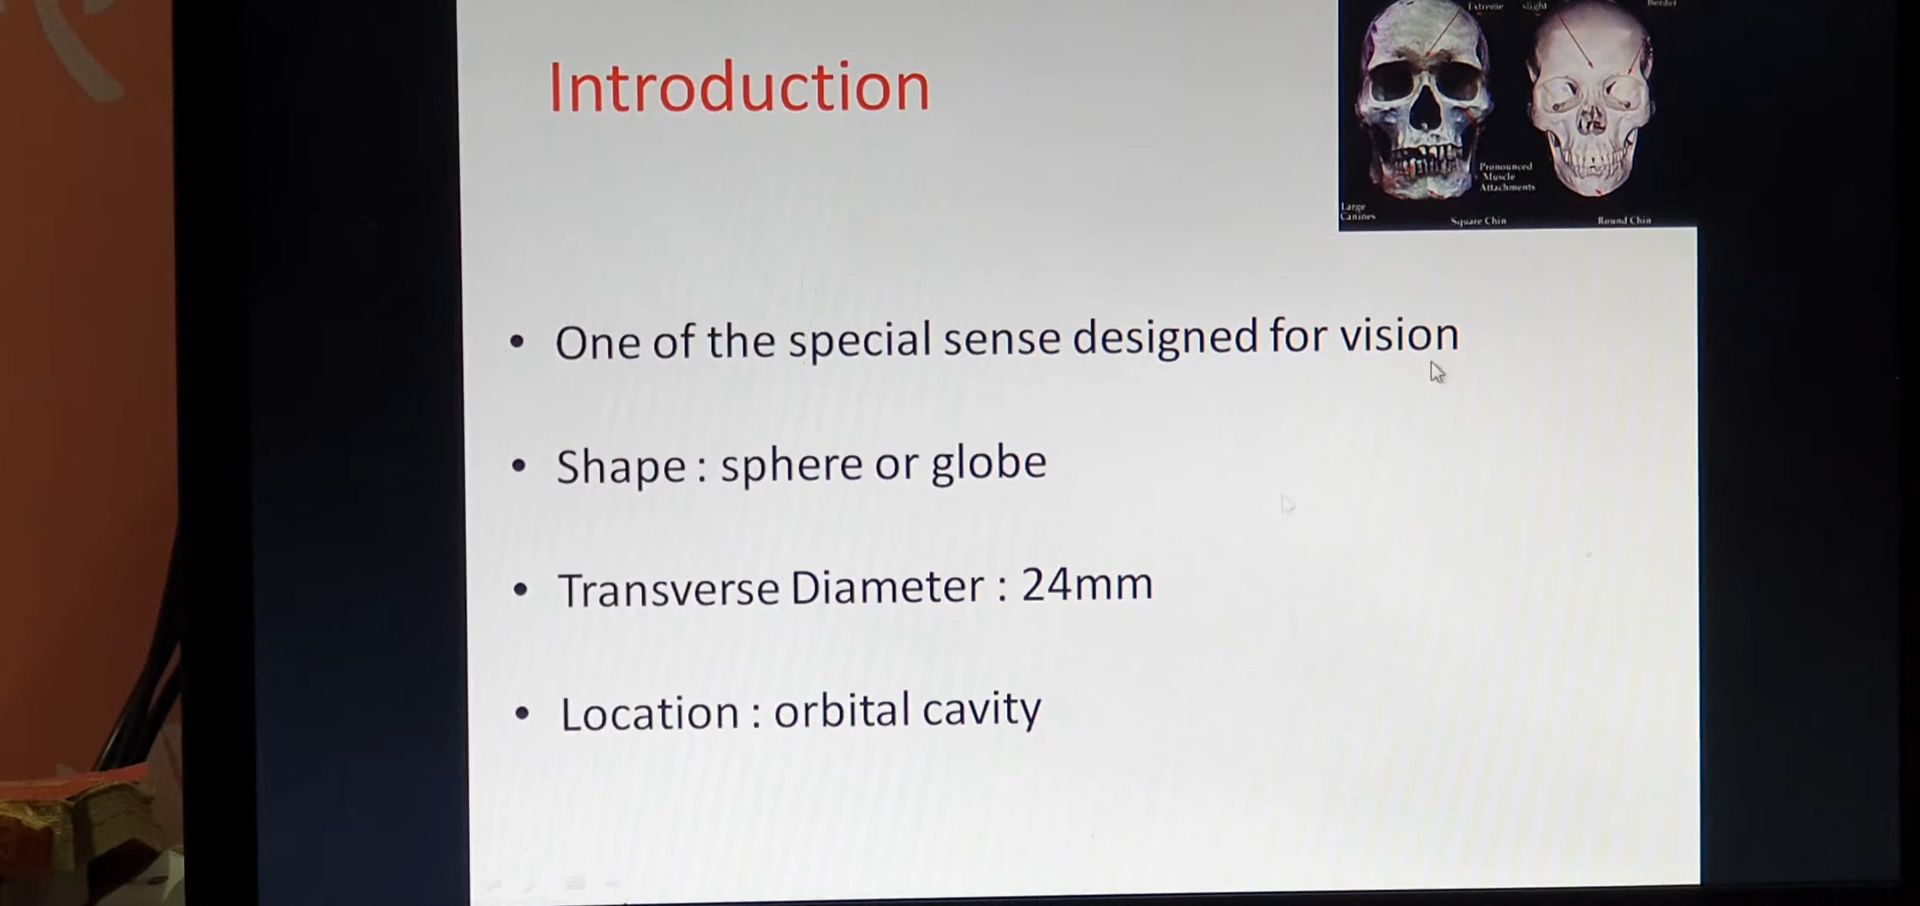 Introduction
Extreme slight Border
Pronounced
Muscle
Attachments
Large
Canines
Square Chin Round Chin
• One of the special sense designed for vision
• Shape : sphere or globe
• Transverse Diameter : 24mm
• Location : orbital cavity